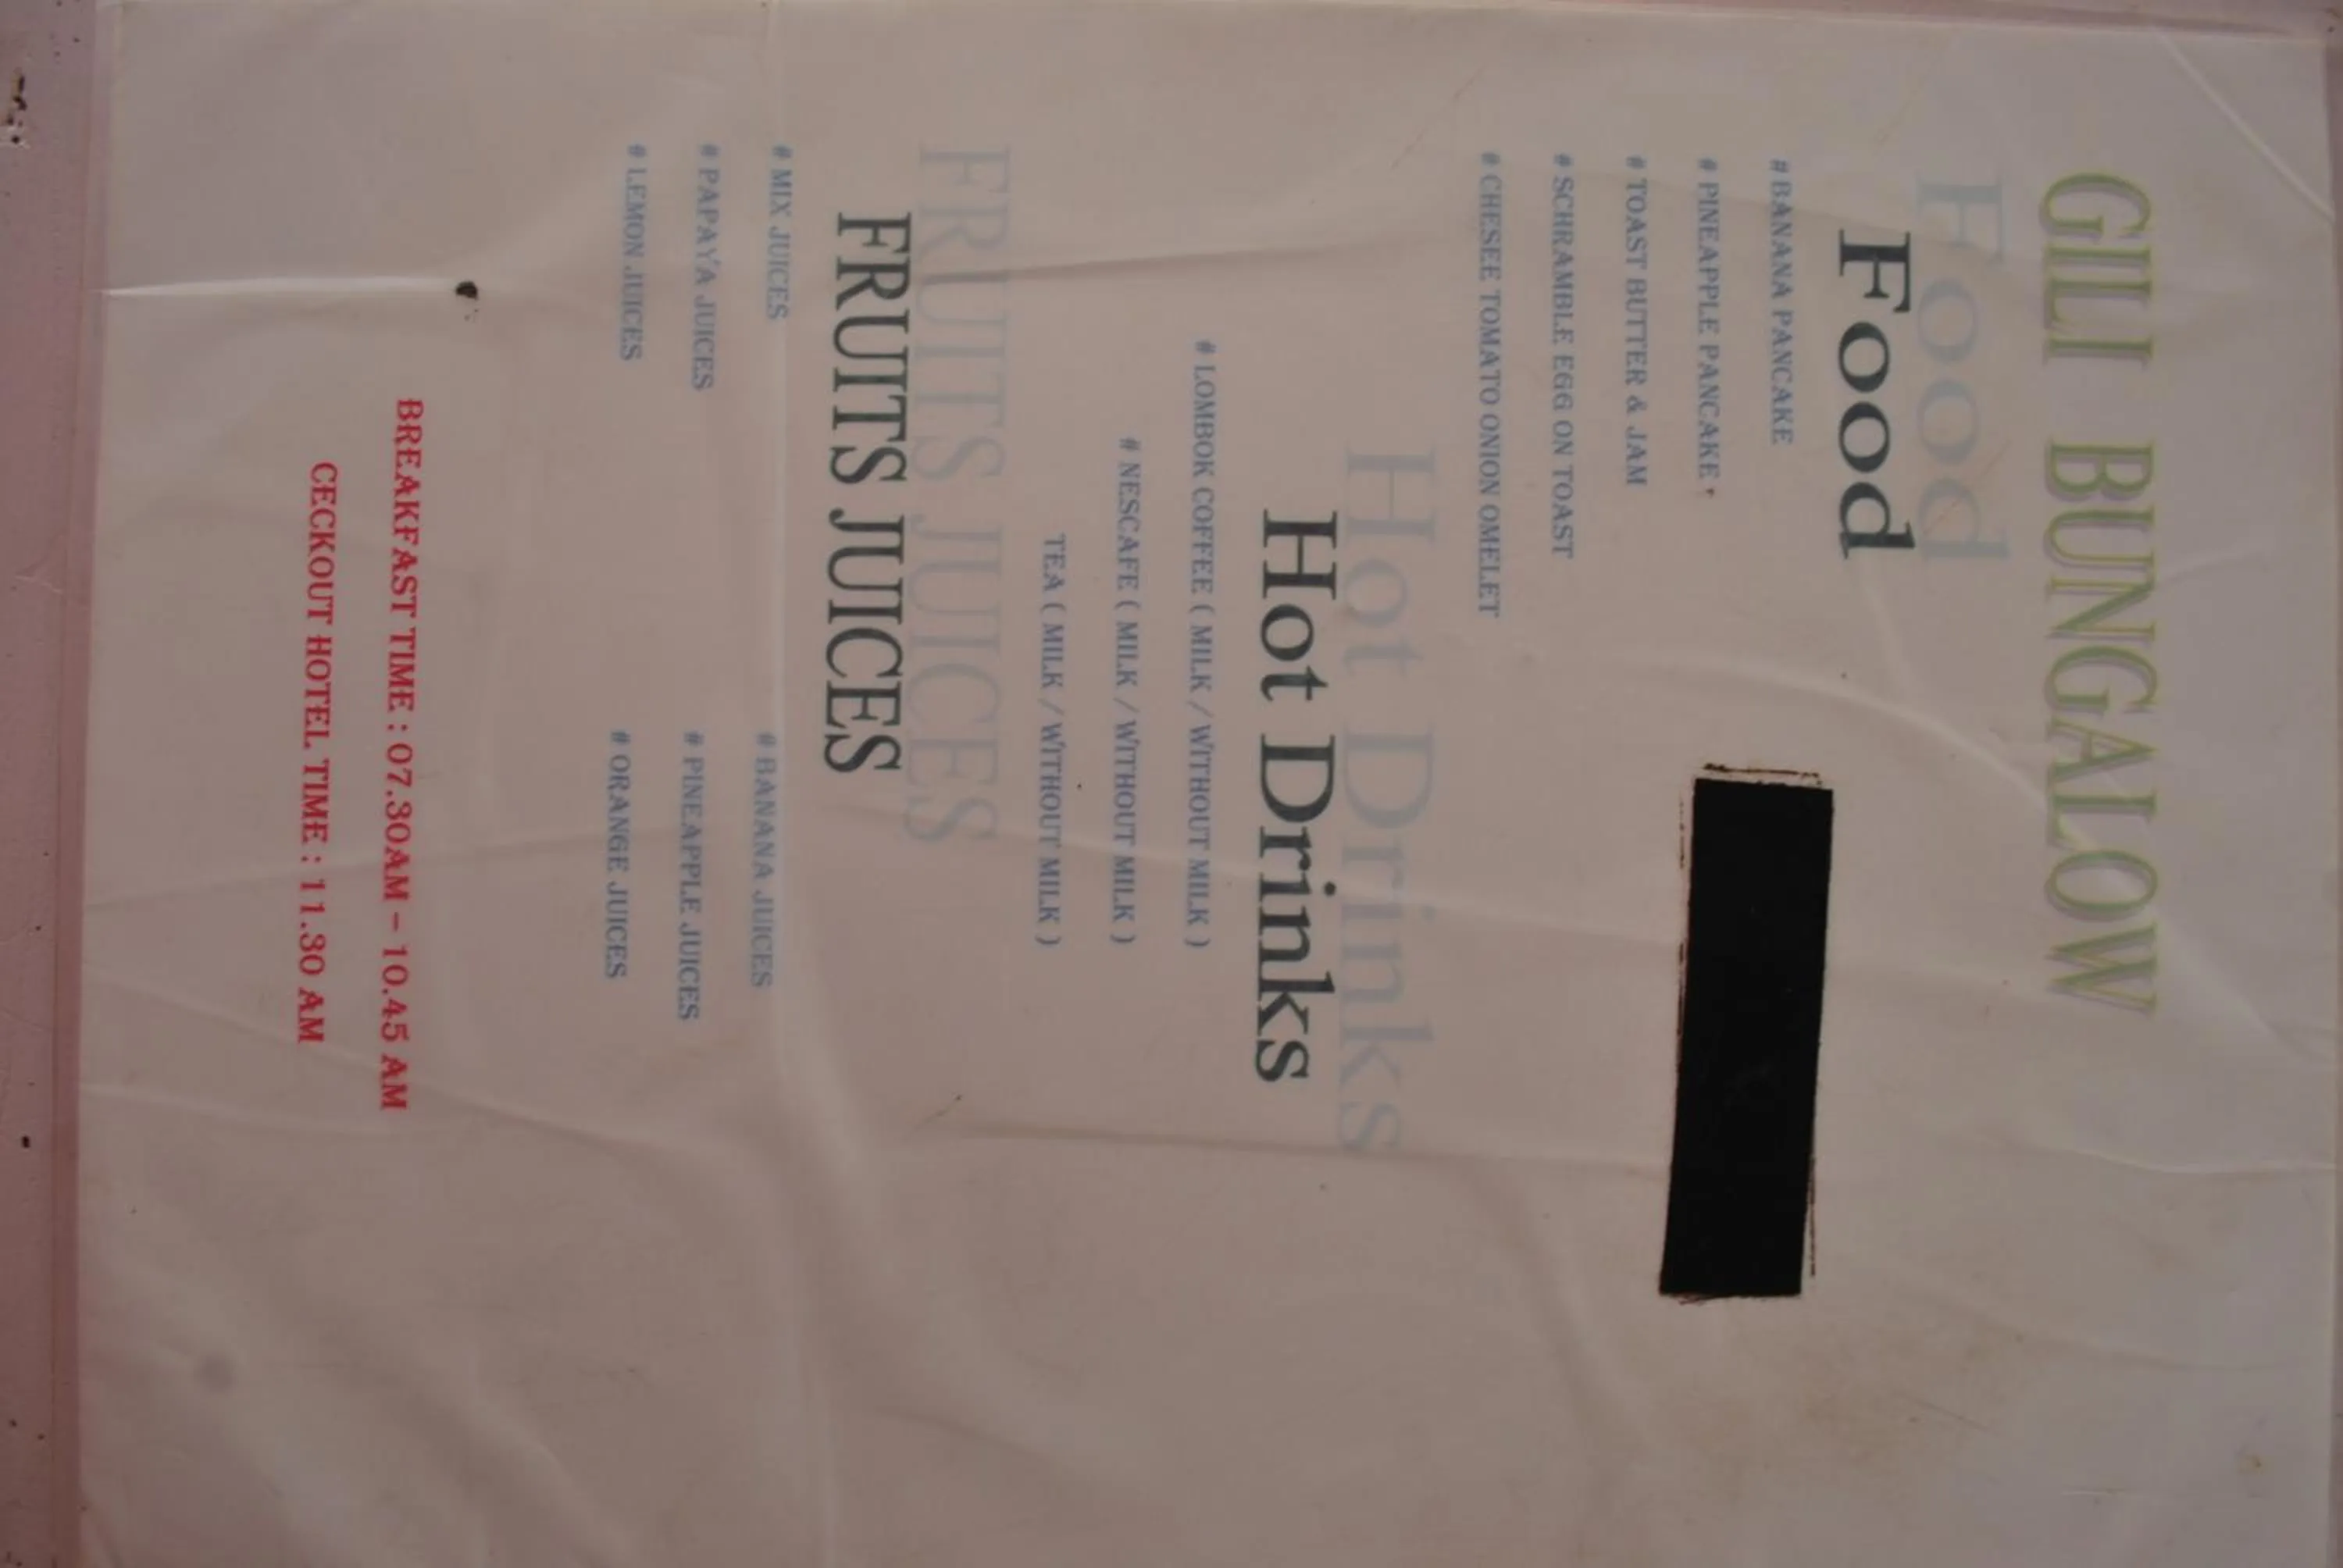 GILI BUNGALOW
Food
# BANANA PANCAKE
# PINEAPPLE PANCAKE
# TOAST BUTTER & JAM
# SCHRAMBLE EGG ON TOAST
# CHESEE TOMATO ONION OMELET
Hot Drinks
# LOMBOK COFFEE ( MILK / WITHOUT MILK )
# NESCAFE ( MILK / WITHOUT MILK )
TEA ( MILK / WITHOUT MILK )
FRUITS JUICES
# MIX JUICES # BANANA JUICES
# PAPAYA JUICES # PINEAPPLE JUICES
# LEMON JUICES # ORANGE JUICES
BREAKFAST TIME : 07.30AM – 10.45 AM
CECKOUT HOTEL TIME : 11.30 AM